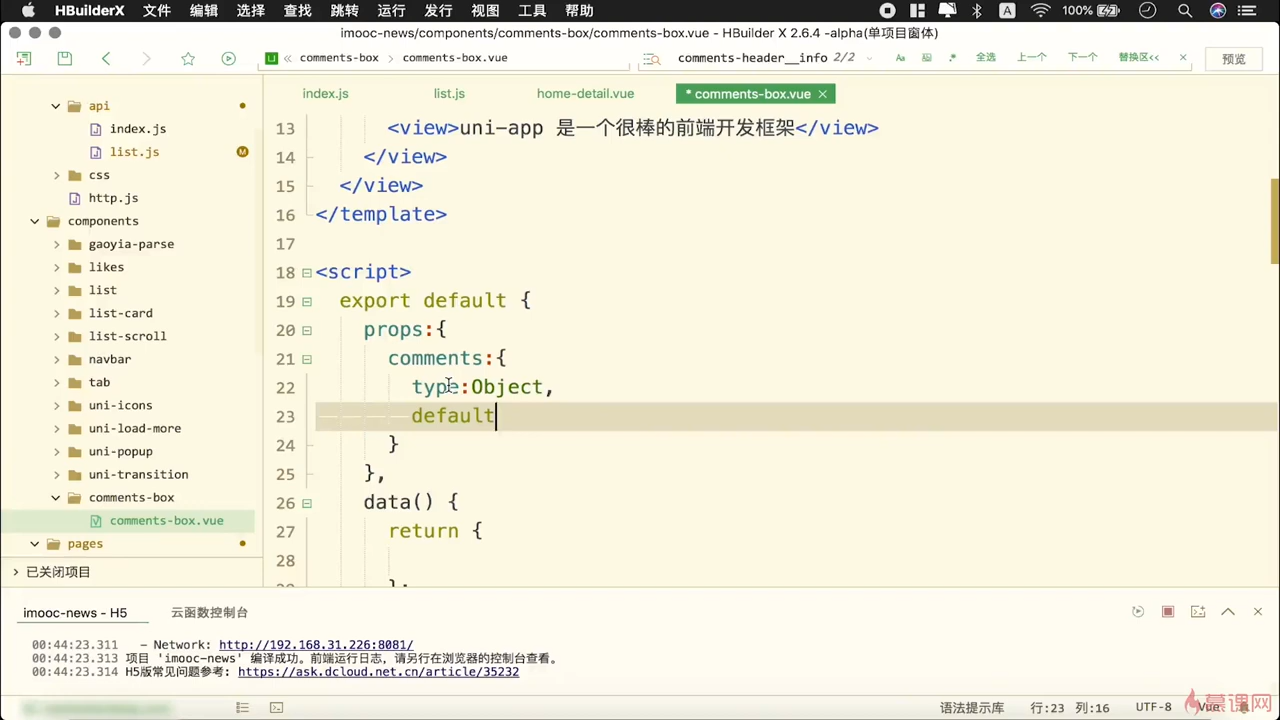 HBuilderX 文件 编辑 选择 查找 跳转 运行 发行 视图 工具 帮助 A 100%
imooc-news/components/comments-box/comments-box.vue - HBuilder X 2.6.4 -alpha(单项目窗体)
comments-box comments-box.vue comments-header__info 2/2 Aa .* 全选 上一个 下一个 替换区<< 预览
index.js list.js home-detail.vue * comments-box.vue
api
index.js
list.js M
css
http.js
components
gaoyia-parse
likes
list
list-card
list-scroll
navbar
tab
uni-icons
uni-load-more
uni-popup
uni-transition
comments-box
comments-box.vue
pages
已关闭项目
13 <view>uni-app 是一个很棒的前端开发框架</view>
14 </view>
15 </view>
16 </template>
17
18 <script>
19 export default {
20 props:{
21 comments:{
22 type:Object,
23 default
24 }
25 },
26 data() {
27 return {
28
imooc-news - H5 云函数控制台
00:44:23.311 - Network: http://192.168.31.226:8081/
00:44:23.313 项目 'imooc-news' 编译成功。前端运行日志，请另行在浏览器的控制台查看。
00:44:23.314 H5版常见问题参考: https://ask.dcloud.net.cn/article/35232
语法提示库 行:23 列:16 UTF-8 Vue
慕课网